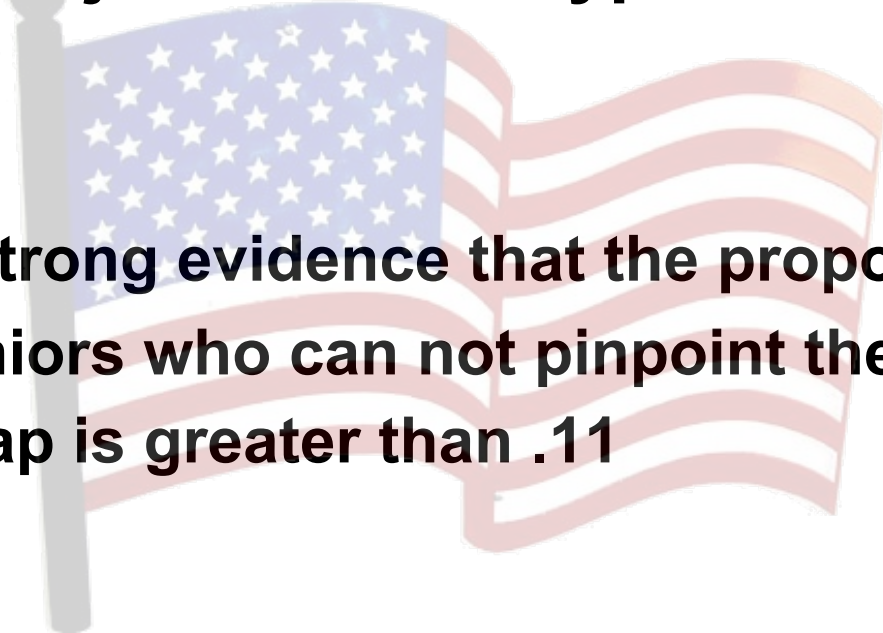 trong evidence that the propo
niors who can not pinpoint the
ap is greater than .11